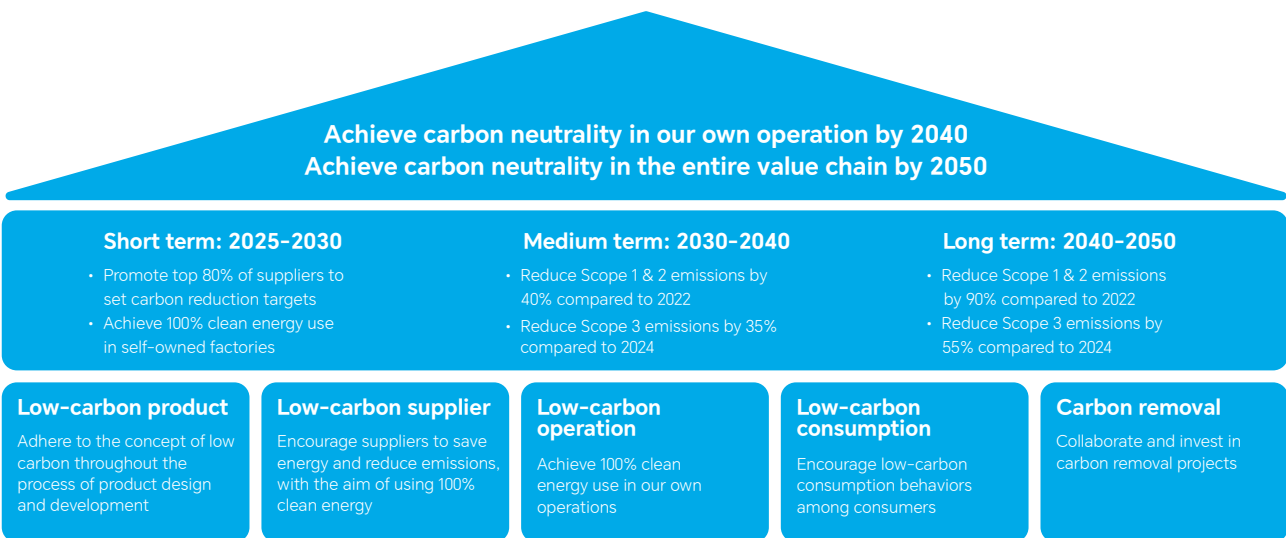 Achieve carbon neutrality in our own operation by 2040
Achieve carbon neutrality in the entire value chain by 2050
Short term: 2025-2030
• Promote top 80% of suppliers to
set carbon reduction targets
• Achieve 100% clean energy use
in self-owned factories
Medium term: 2030-2040
• Reduce Scope 1 & 2 emissions by
40% compared to 2022
• Reduce Scope 3 emissions by 35%
compared to 2024
Long term: 2040-2050
• Reduce Scope 1 & 2 emissions
by 90% compared to 2022
• Reduce Scope 3 emissions by
55% compared to 2024
Low-carbon product
Adhere to the concept of low
carbon throughout the
process of product design
and development
Low-carbon supplier
Encourage suppliers to save
energy and reduce emissions,
with the aim of using 100%
clean energy
Low-carbon
operation
Achieve 100% clean
energy use in our own
operations
Low-carbon
consumption
Encourage low-carbon
consumption behaviors
among consumers
Carbon removal
Collaborate and invest in
carbon removal projects